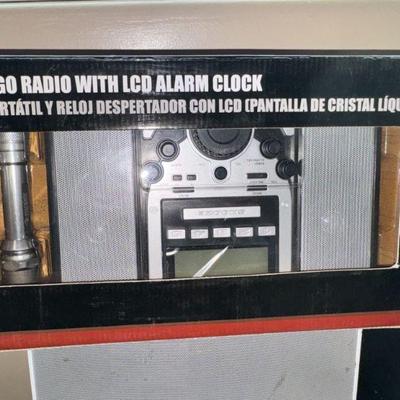 GO RADIO WITH LCD ALARM CLOCK
RTÁTIL Y RELOJ DESPERTADOR CON LCD (PANTALLA DE CRISTAL LÍQU